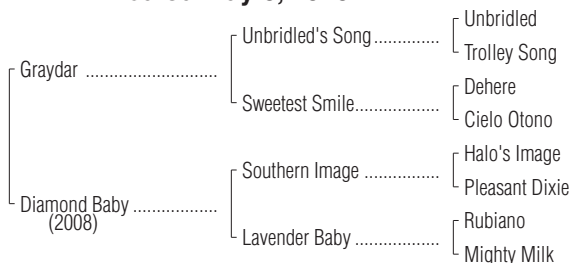 Unbridled
Unbridled's Song
Trolley Song
Graydar
Dehere
Sweetest Smile
Cielo Otono
Halo's Image
Southern Image
Pleasant Dixie
Diamond Baby
(2008)
Rubiano
Lavender Baby
Mighty Milk